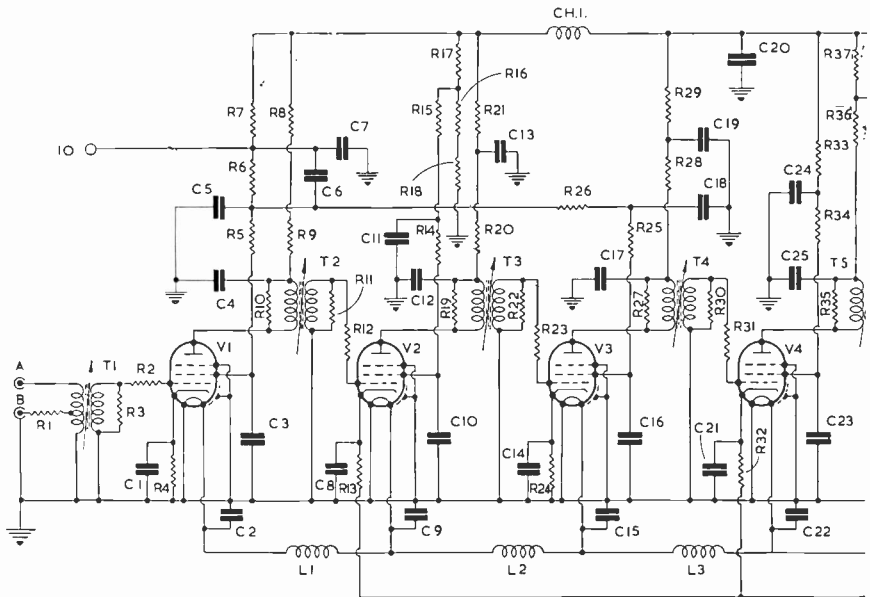 CH.I.
R17
C20
R37
R16
R7
R8
R15
R21
R29
R36
IO
C7
C13
C19
R33
R6
R18
R28
C24
C5
C6
R26
C18
R5
R9
C11
R14
R20
R25
R34
T2
R11
T3
C17
T4
C25
T5
C4
R10
C12
R19
R22
R27
R30
R35
R12
R23
R31
V1
V2
V3
V4
A
T1
R2
B
R3
R1
C3
C10
C16
C21
R32
C23
C1
R4
C8
R13
C14
R24
C2
C9
C15
C22
L1
L2
L3